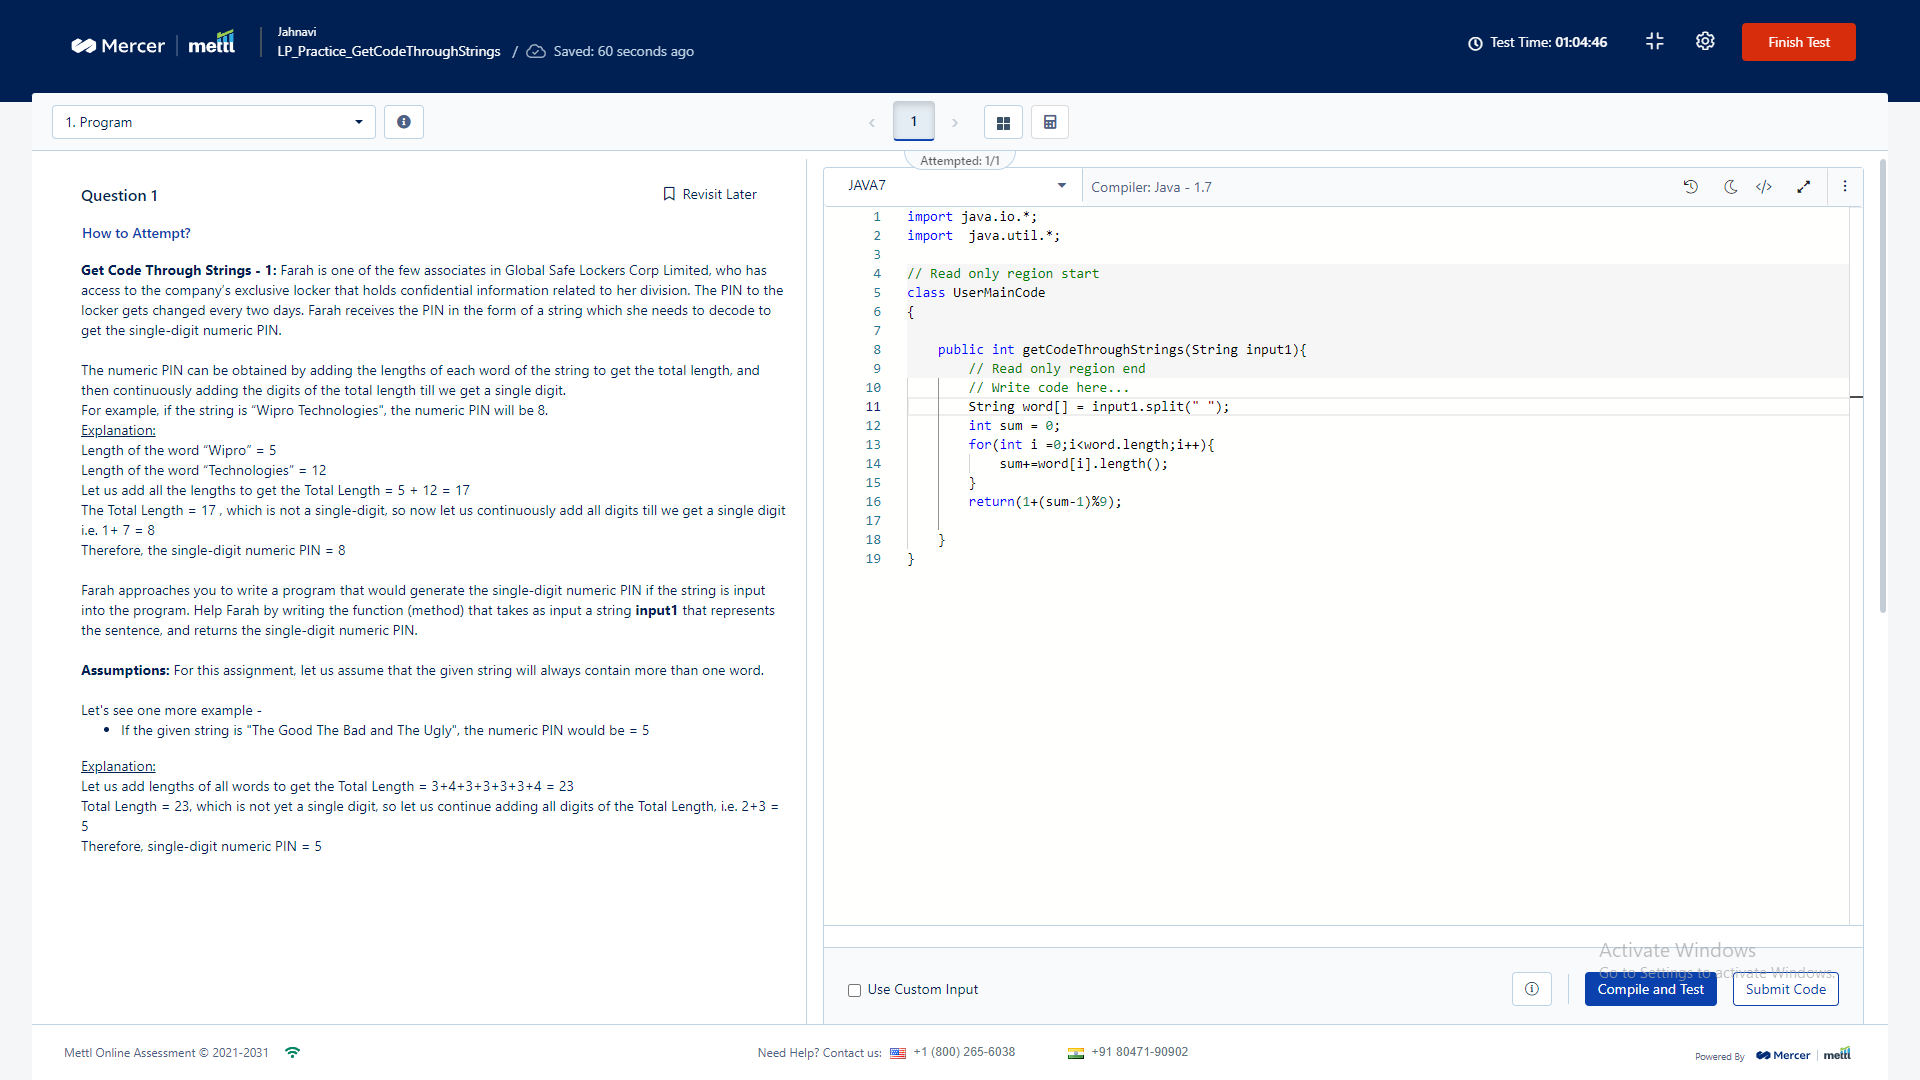 Mercer mettl
Jahnavi
LP_Practice_GetCodeThroughStrings / Saved: 60 seconds ago
Test Time: 01:04:46
Finish Test
1. Program
1
Attempted: 1/1
Question 1
Revisit Later
How to Attempt?
Get Code Through Strings - 1: Farah is one of the few associates in Global Safe Lockers Corp Limited, who has
access to the company's exclusive locker that holds confidential information related to her division. The PIN to the
locker gets changed every two days. Farah receives the PIN in the form of a string which she needs to decode to
get the single-digit numeric PIN.
The numeric PIN can be obtained by adding the lengths of each word of the string to get the total length, and
then continuously adding the digits of the total length till we get a single digit.
For example, if the string is "Wipro Technologies", the numeric PIN will be 8.
Explanation:
Length of the word "Wipro" = 5
Length of the word "Technologies" = 12
Let us add all the lengths to get the Total Length = 5 + 12 = 17
The Total Length = 17 , which is not a single-digit, so now let us continuously add all digits till we get a single digit
i.e. 1+ 7 = 8
Therefore, the single-digit numeric PIN = 8
Farah approaches you to write a program that would generate the single-digit numeric PIN if the string is input
into the program. Help Farah by writing the function (method) that takes as input a string input1 that represents
the sentence, and returns the single-digit numeric PIN.
Assumptions: For this assignment, let us assume that the given string will always contain more than one word.
Let's see one more example -
• If the given string is "The Good The Bad and The Ugly", the numeric PIN would be = 5
Explanation:
Let us add lengths of all words to get the Total Length = 3+4+3+3+3+3+4 = 23
Total Length = 23, which is not yet a single digit, so let us continue adding all digits of the Total Length, i.e. 2+3 =
5
Therefore, single-digit numeric PIN = 5
JAVA7
Compiler: Java - 1.7
1 import java.io.*;
2 import  java.util.*;
3
4 // Read only region start
5 class UserMainCode
6 {
7
8     public int getCodeThroughStrings(String input1){
9         // Read only region end
10         // Write code here...
11         String word[] = input1.split(" ");
12         int sum = 0;
13         for(int i =0;i<word.length;i++){
14             sum+=word[i].length();
15         }
16         return(1+(sum-1)%9);
17
18     }
19 }
Activate Windows
Go to Settings to activate Windows.
Use Custom Input
Compile and Test
Submit Code
Mettl Online Assessment © 2021-2031
Need Help? Contact us: +1 (800) 265-6038
+91 80471-90902
Powered By Mercer mettl